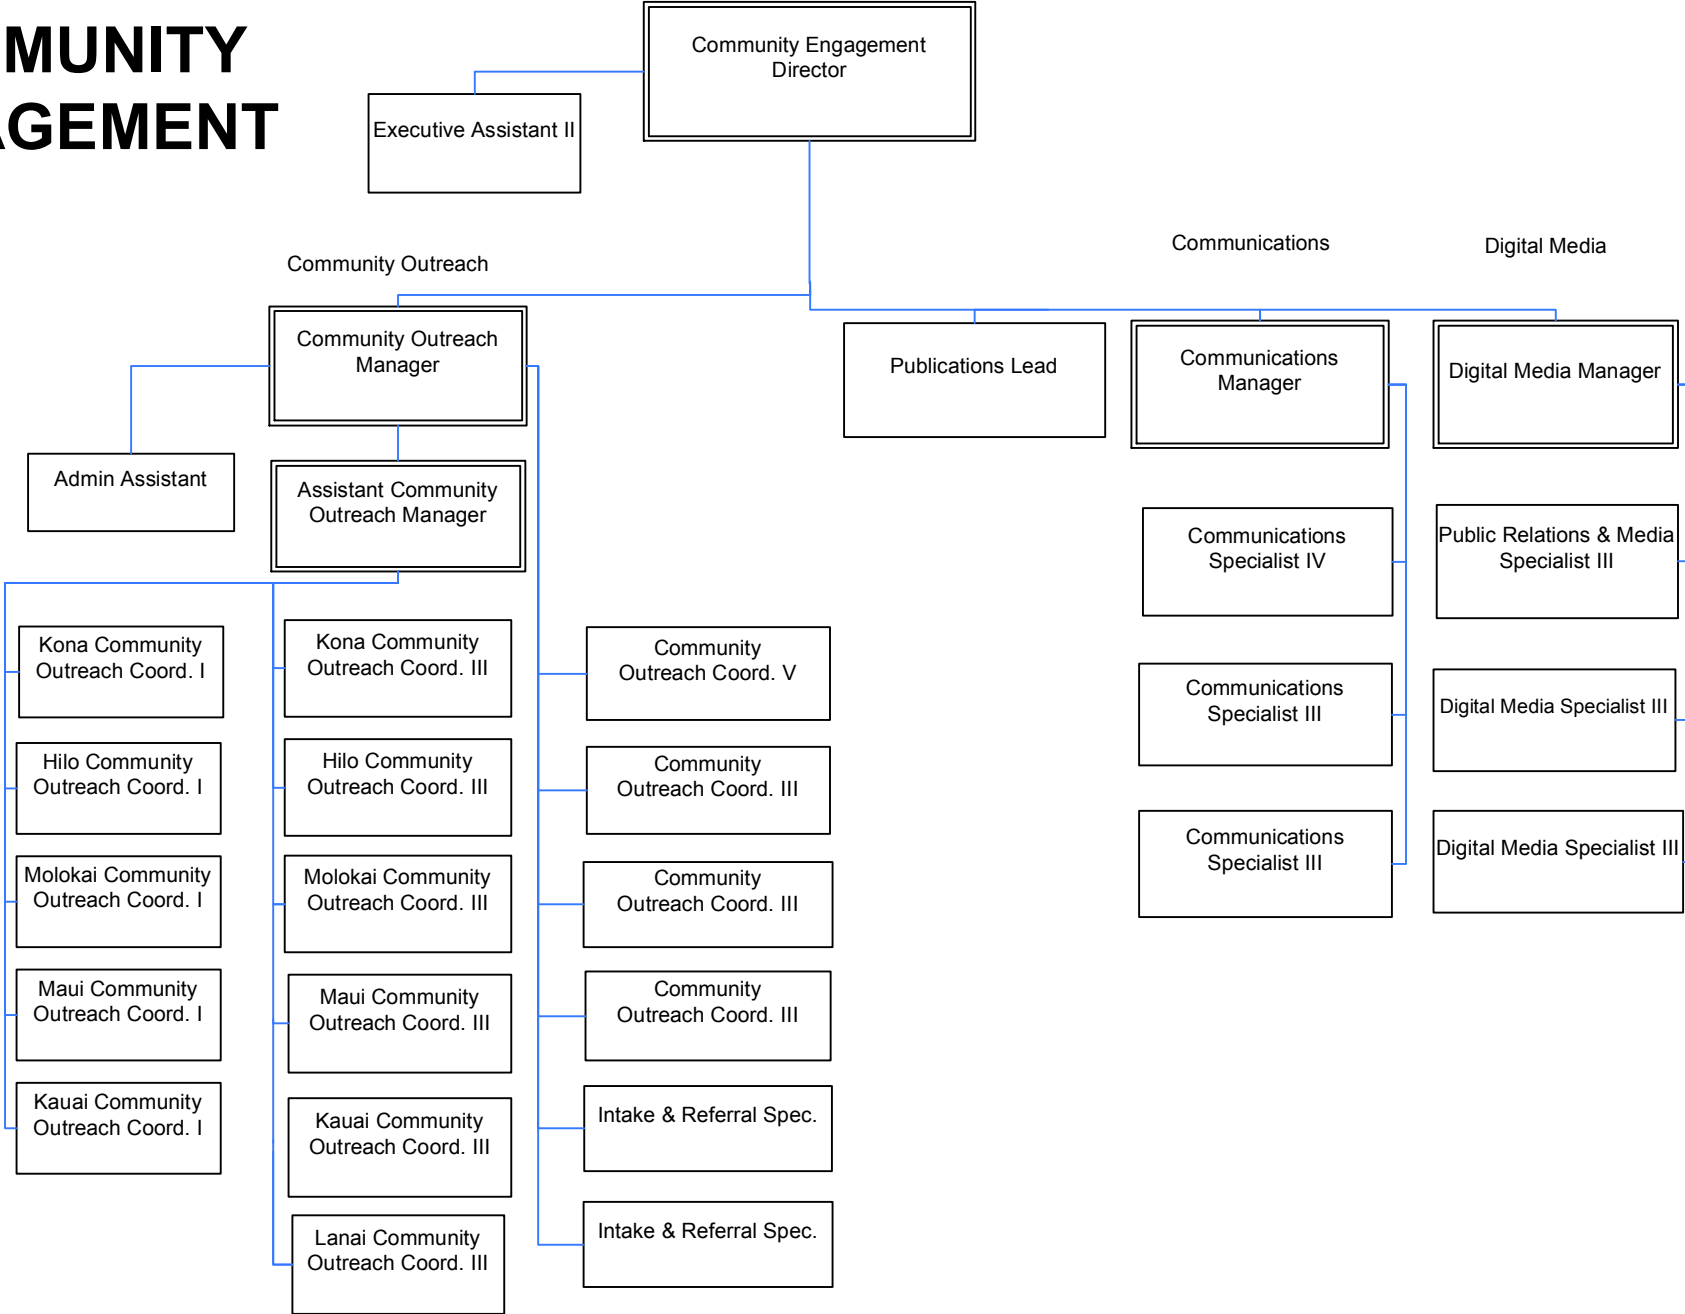 MUNITY
AGEMENT
Community Engagement
Director
Executive Assistant II
Community Outreach
Communications
Digital Media
Community Outreach
Manager
Publications Lead
Communications
Manager
Digital Media Manager
Admin Assistant
Assistant Community
Outreach Manager
Communications
Specialist IV
Public Relations & Media
Specialist III
Kona Community
Outreach Coord. I
Kona Community
Outreach Coord. III
Community
Outreach Coord. V
Communications
Specialist III
Digital Media Specialist III
Hilo Community
Outreach Coord. I
Hilo Community
Outreach Coord. III
Community
Outreach Coord. III
Communications
Specialist III
Digital Media Specialist III
Molokai Community
Outreach Coord. I
Molokai Community
Outreach Coord. III
Community
Outreach Coord. III
Maui Community
Outreach Coord. I
Maui Community
Outreach Coord. III
Community
Outreach Coord. III
Kauai Community
Outreach Coord. I
Kauai Community
Outreach Coord. III
Intake & Referral Spec.
Lanai Community
Outreach Coord. III
Intake & Referral Spec.